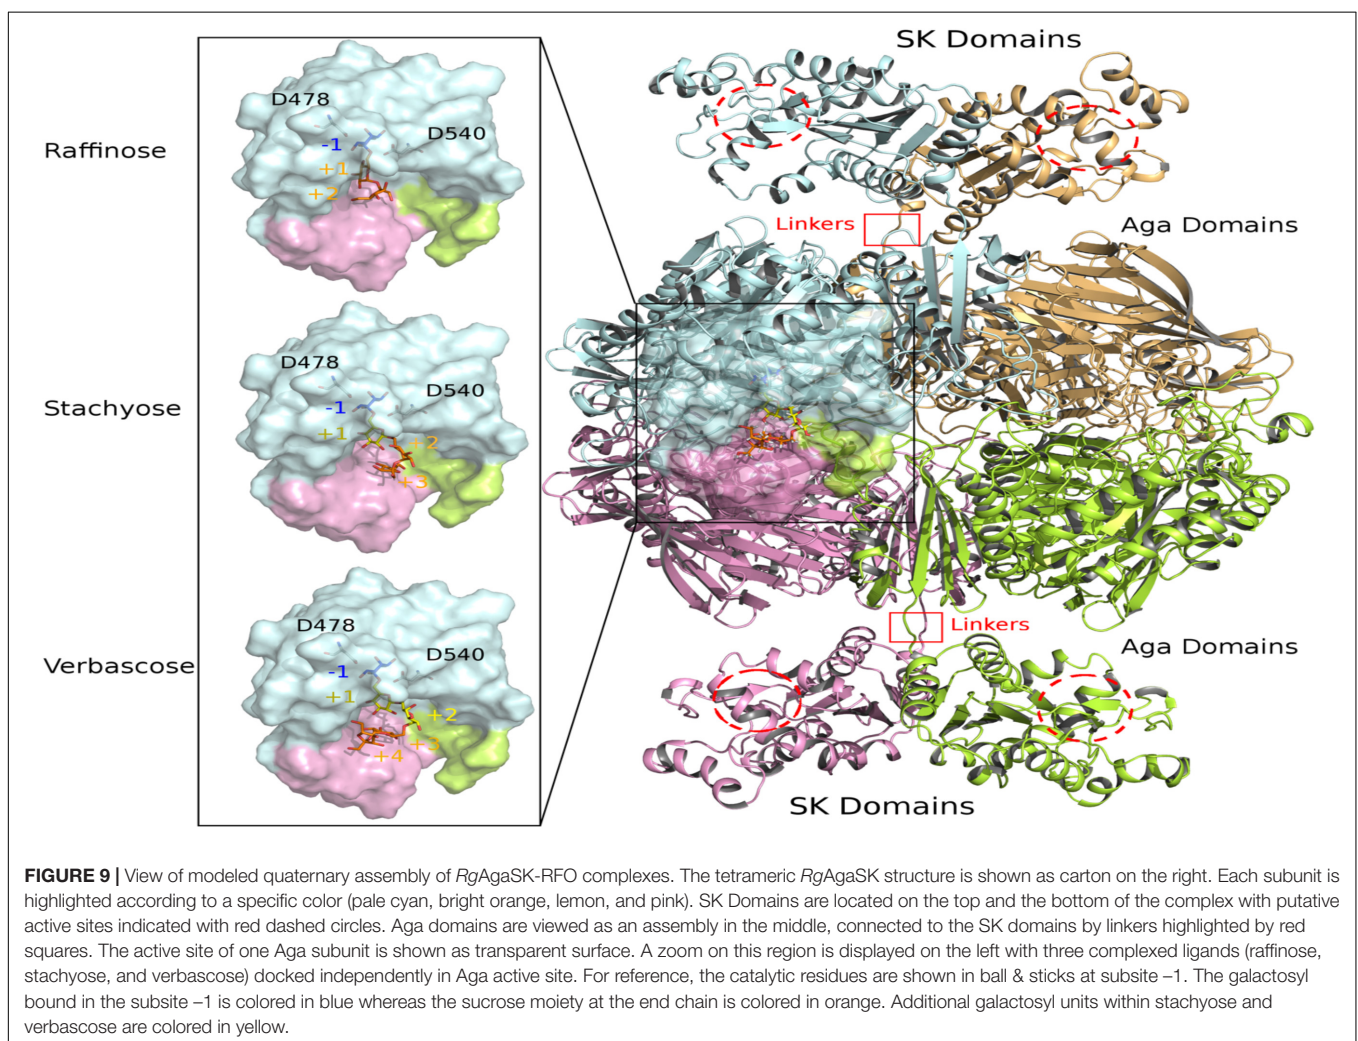 SK Domains
Raffinose
D478
D540
-1
+1
+2
Linkers
Aga Domains
Stachyose
D478
D540
-1
+1
+2
+3
Verbascose
D478
D540
-1
+1
+2
+3
+4
Linkers
Aga Domains
SK Domains
FIGURE 9 | View of modeled quaternary assembly of RgAgaSK-RFO complexes. The tetrameric RgAgaSK structure is shown as carton on the right. Each subunit is
highlighted according to a specific color (pale cyan, bright orange, lemon, and pink). SK Domains are located on the top and the bottom of the complex with putative
active sites indicated with red dashed circles. Aga domains are viewed as an assembly in the middle, connected to the SK domains by linkers highlighted by red
squares. The active site of one Aga subunit is shown as transparent surface. A zoom on this region is displayed on the left with three complexed ligands (raffinose,
stachyose, and verbascose) docked independently in Aga active site. For reference, the catalytic residues are shown in ball & sticks at subsite –1. The galactosyl
bound in the subsite –1 is colored in blue whereas the sucrose moiety at the end chain is colored in orange. Additional galactosyl units within stachyose and
verbascose are colored in yellow.